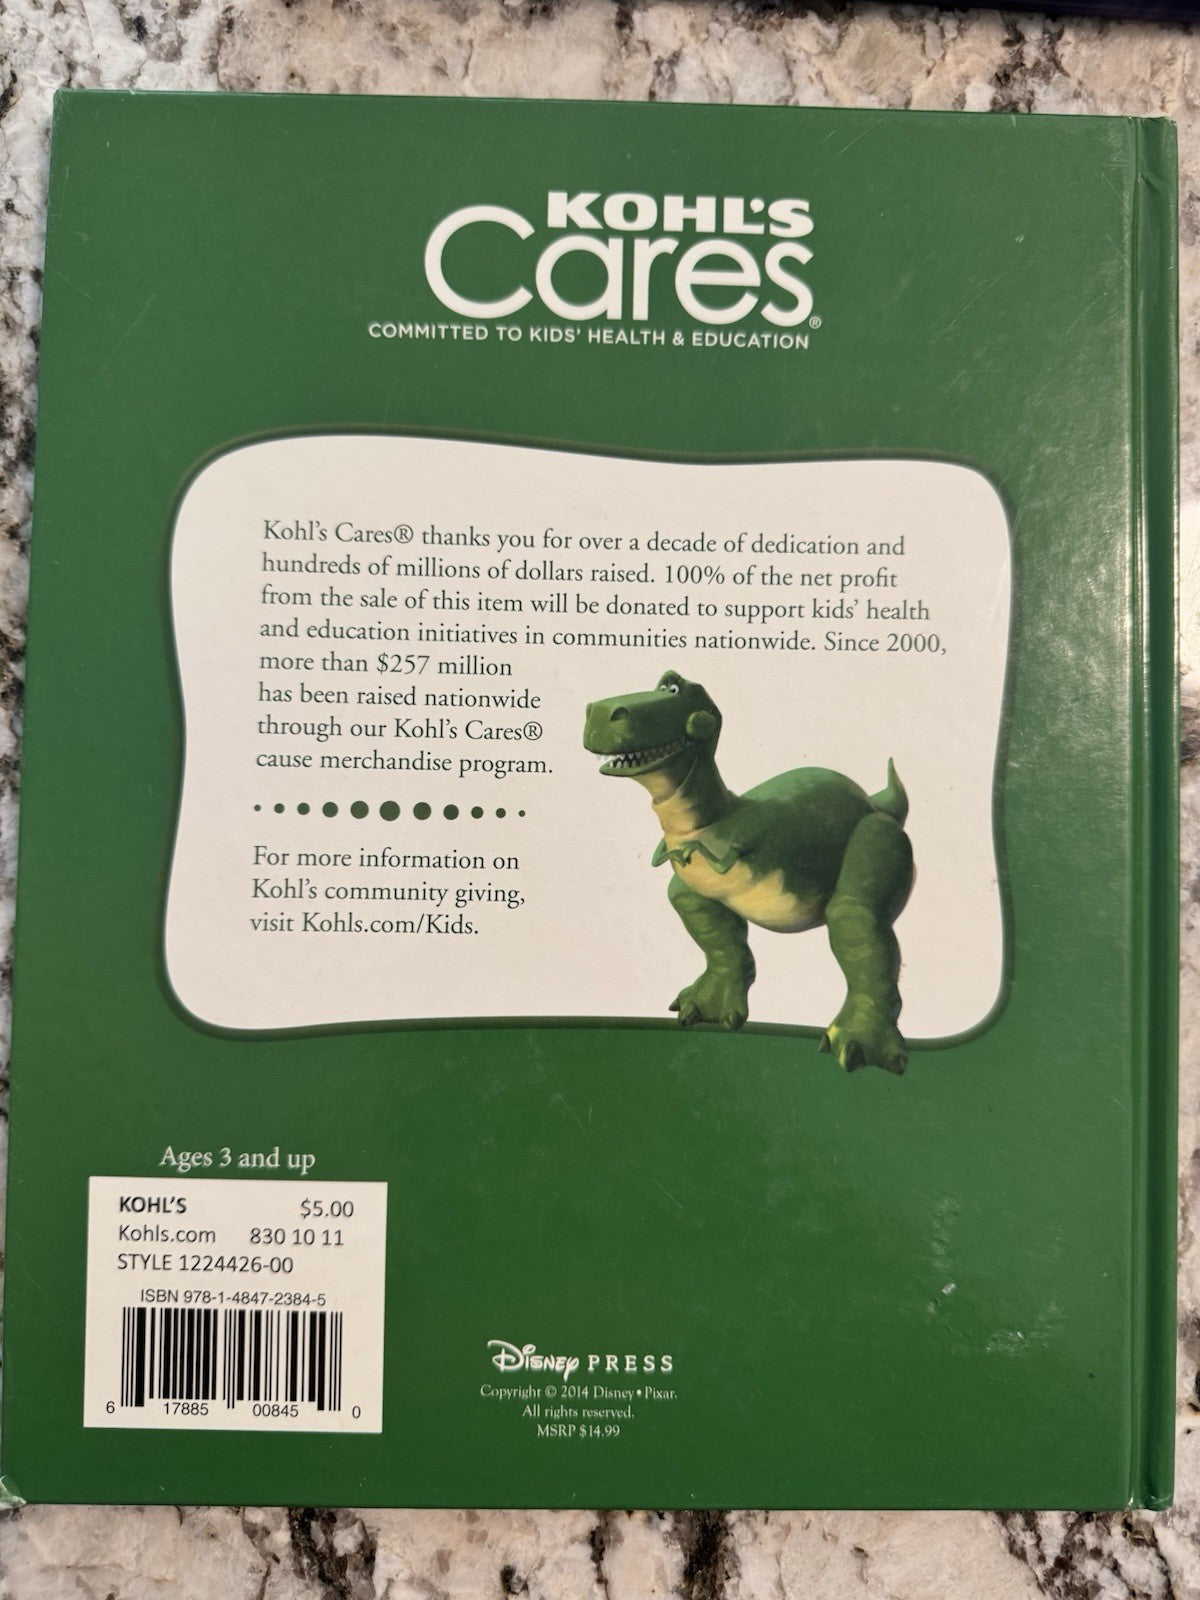 KOHL'S
Cares®
COMMITTED TO KIDS' HEALTH & EDUCATION
Kohl's Cares® thanks you for over a decade of dedication and
hundreds of millions of dollars raised. 100% of the net profit
from the sale of this item will be donated to support kids' health
and education initiatives in communities nationwide. Since 2000,
more than $257 million
has been raised nationwide
through our Kohl's Cares®
cause merchandise program.
For more information on
Kohl's community giving,
visit Kohls.com/Kids.
Ages 3 and up
KOHL'S $5.00
Kohls.com 830 10 11
STYLE 1224426-00
ISBN 978-1-4847-2384-5
6 17885 00845 0
Disney PRESS
Copyright © 2014 Disney•Pixar.
All rights reserved.
MSRP $14.99